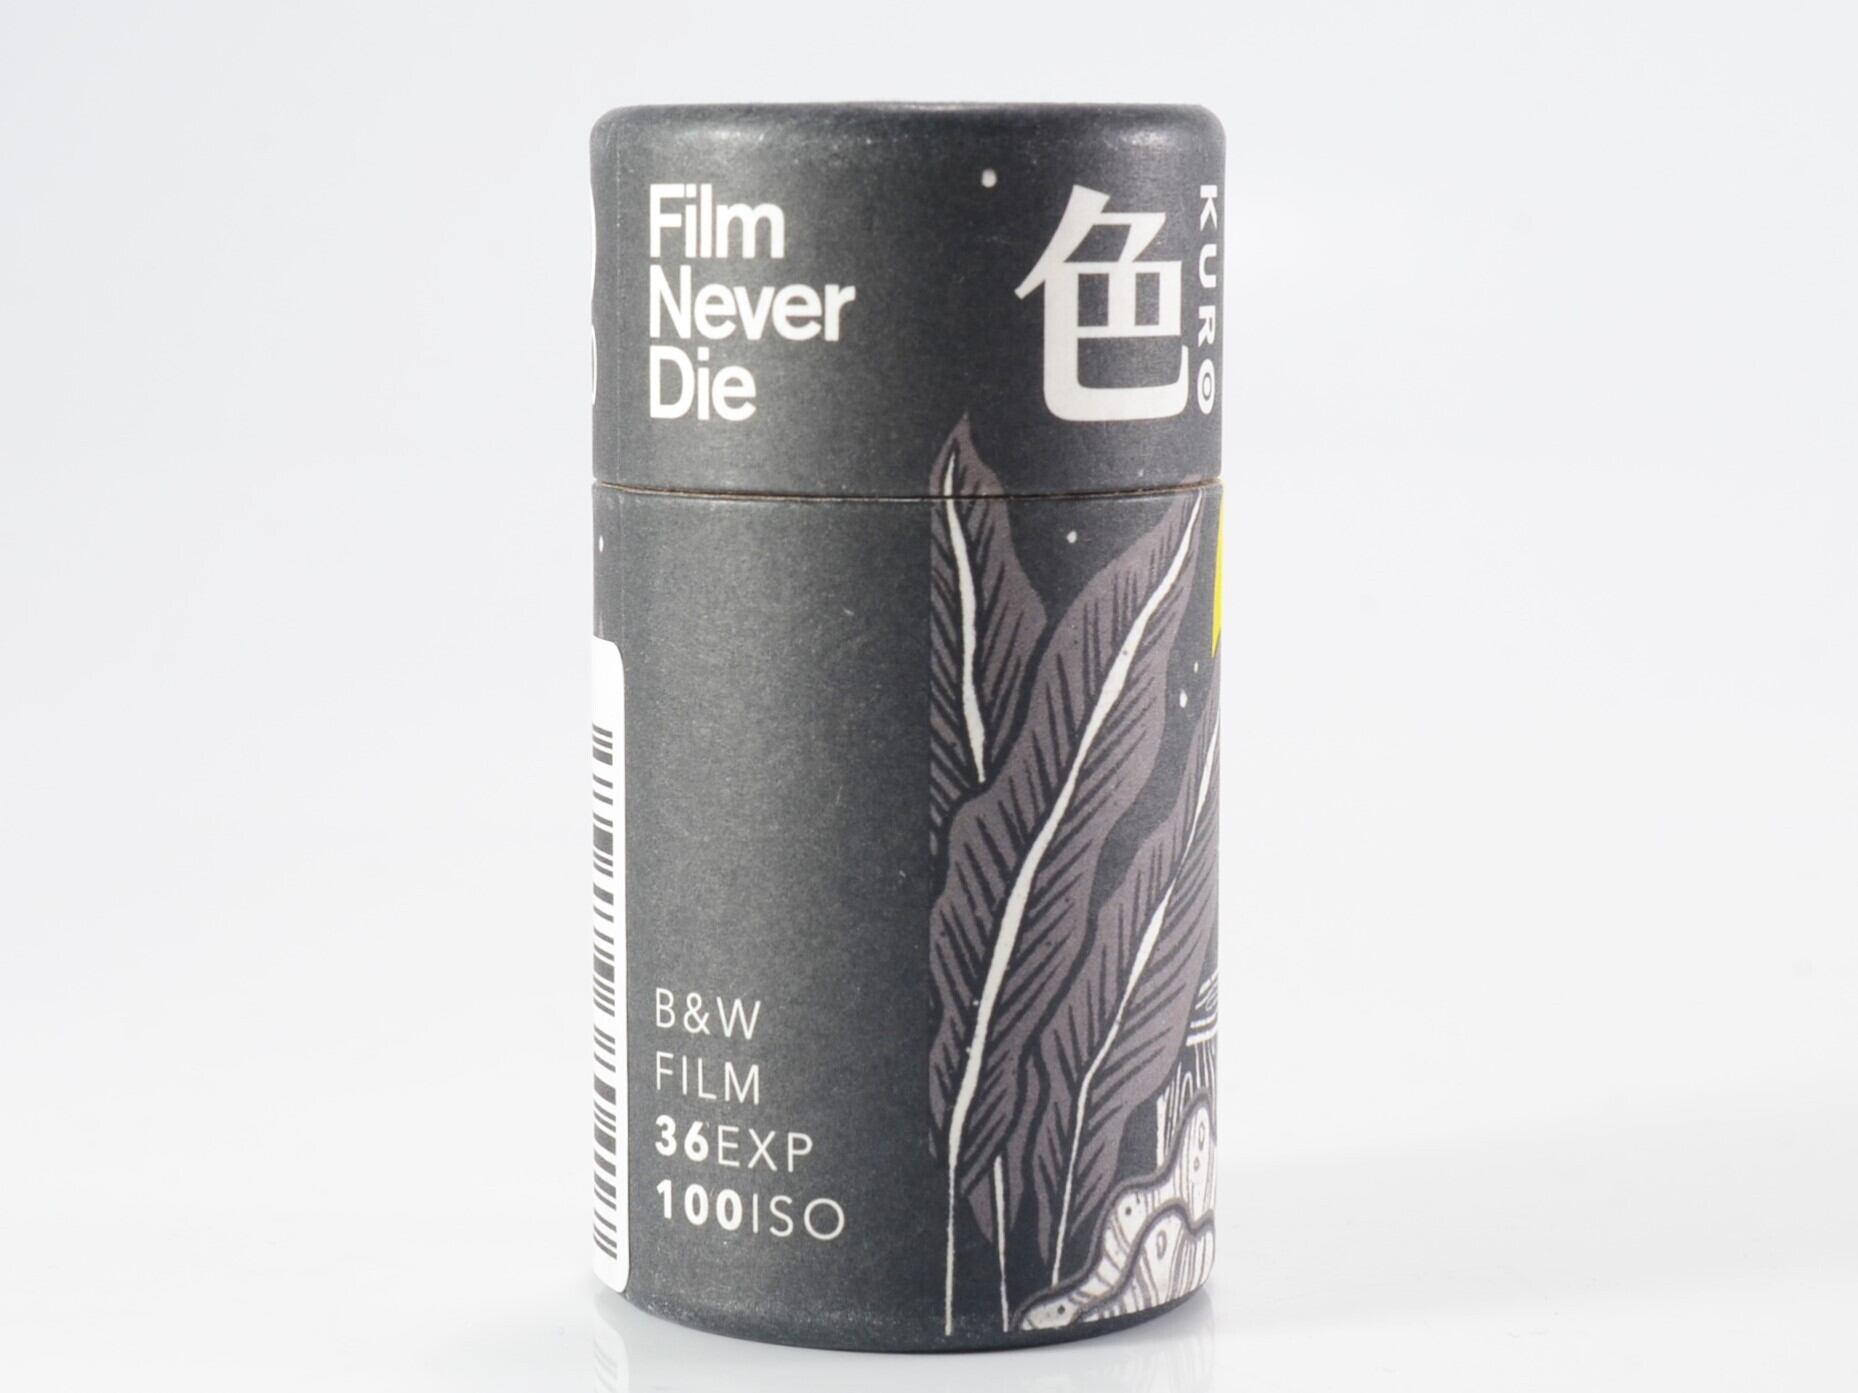 Film
Never
Die
色
KURO
B&W
FILM
36EXP
100ISO